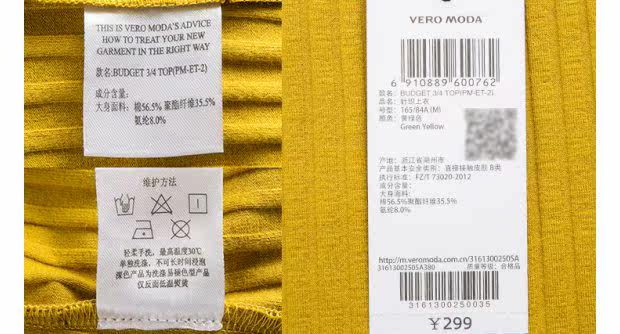 THIS IS VERO MODA'S ADVICE
HOW TO TREAT YOUR NEW
GARMENT IN THE RIGHT WAY
款名:BUDGET 3/4 TOP(PM-ET-2)
成分含量:
大身面料: 棉56.5% 聚酯纤维35.5%
氨纶8.0%
维护方法
轻柔手洗，最高温度30℃
单独洗涤，不可长时间浸泡
深色产品为洗涤易褪色型产品
仅反面低温熨烫
VERO MODA
6 910889 600762
款名: BUDGET 3/4 TOP(PM-ET-2)
品名: 针织上衣
号型: 165/84A (M)
颜色: 黄绿色
Green Yellow
产地: 浙江省湖州市
产品基本安全类别: 直接接触皮肤 B类
执行标准: FZ/T 73020-2012
成分含量:
大身面料:
棉56.5%聚酯纤维35.5%
氨纶8.0%
http://m.veromoda.com.cn/31613002505A
31613002505A380 质量等级: 合格品
3161300250035
￥299